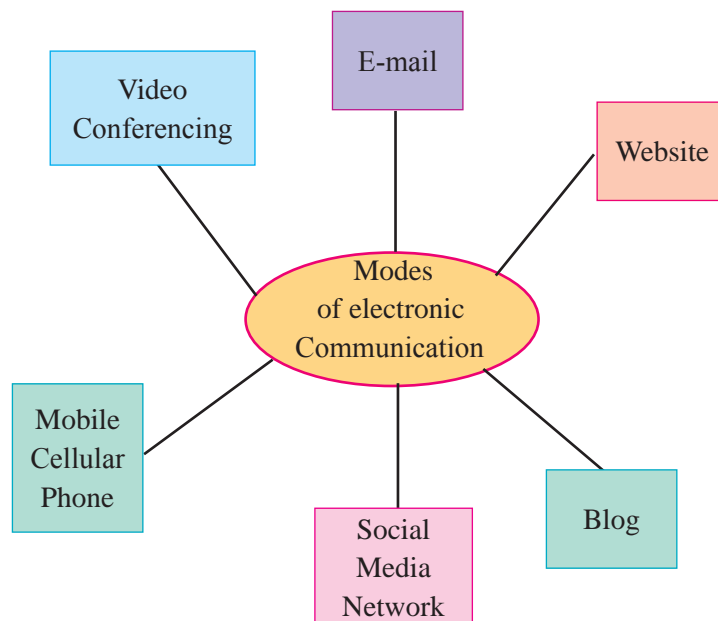 E-mail
Video
Conferencing
Website
Modes
of electronic
Communication
Mobile
Cellular
Phone
Blog
Social
Media
Network